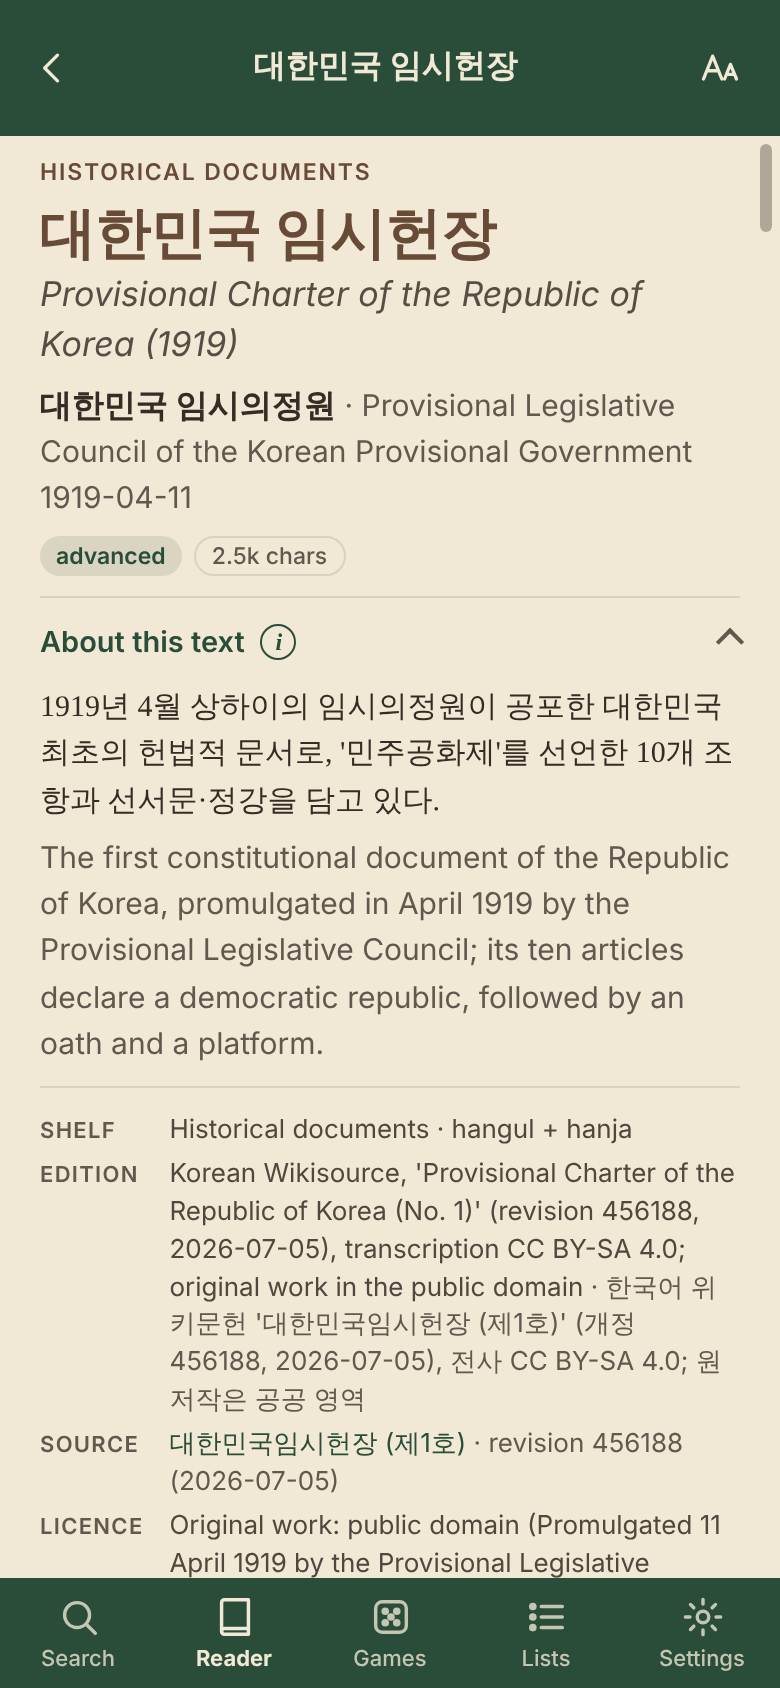 대한민국 임시헌장
AA
HISTORICAL DOCUMENTS
대한민국 임시헌장
Provisional Charter of the Republic of
Korea (1919)
대한민국 임시의정원 · Provisional Legislative
Council of the Korean Provisional Government
1919-04-11
advanced 2.5k chars
About this text i
1919년 4월 상하이의 임시의정원이 공포한 대한민국
최초의 헌법적 문서로, '민주공화제'를 선언한 10개 조
항과 선서문·정강을 담고 있다.
The first constitutional document of the Republic
of Korea, promulgated in April 1919 by the
Provisional Legislative Council; its ten articles
declare a democratic republic, followed by an
oath and a platform.
SHELF Historical documents · hangul + hanja
EDITION Korean Wikisource, 'Provisional Charter of the
Republic of Korea (No. 1)' (revision 456188,
2026-07-05), transcription CC BY-SA 4.0;
original work in the public domain · 한국어 위
키문헌 '대한민국임시헌장 (제1호)' (개정
456188, 2026-07-05), 전사 CC BY-SA 4.0; 원
저작은 공공 영역
SOURCE 대한민국임시헌장 (제1호) · revision 456188
(2026-07-05)
LICENCE Original work: public domain (Promulgated 11
April 1919 by the Provisional Legislative
Search Reader Games Lists Settings